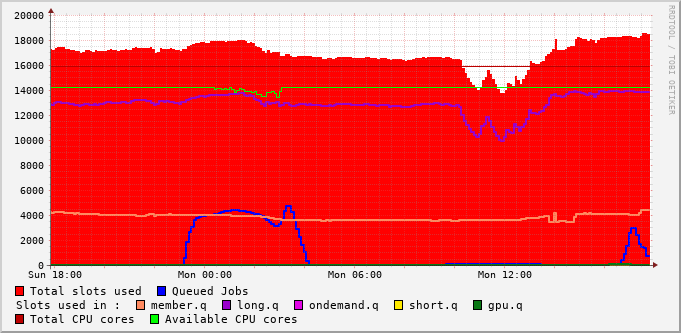 RRDTOOL / TOBI OETIKER
20000
18000
16000
14000
12000
10000
8000
6000
4000
2000
0
Sun 18:00 Mon 00:00 Mon 06:00 Mon 12:00
Total slots used Queued Jobs
Slots used in : member.q long.q ondemand.q short.q gpu.q
Total CPU cores Available CPU cores